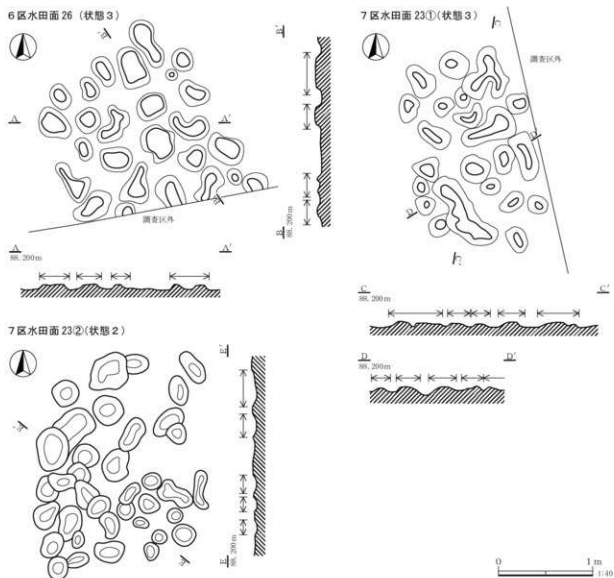 6区水田面26（状態3）
B′
A
A′
調査区外
B
88.200m
B′
B
A
88.200m
A′
7区水田面23①(状態3)
C′
調査区外
D′
D
C
C
88.200m
C′
D
88.200m
D′
7区水田面23②(状態2)
E′
E′
E
E
88.200m
0
1m
1:40